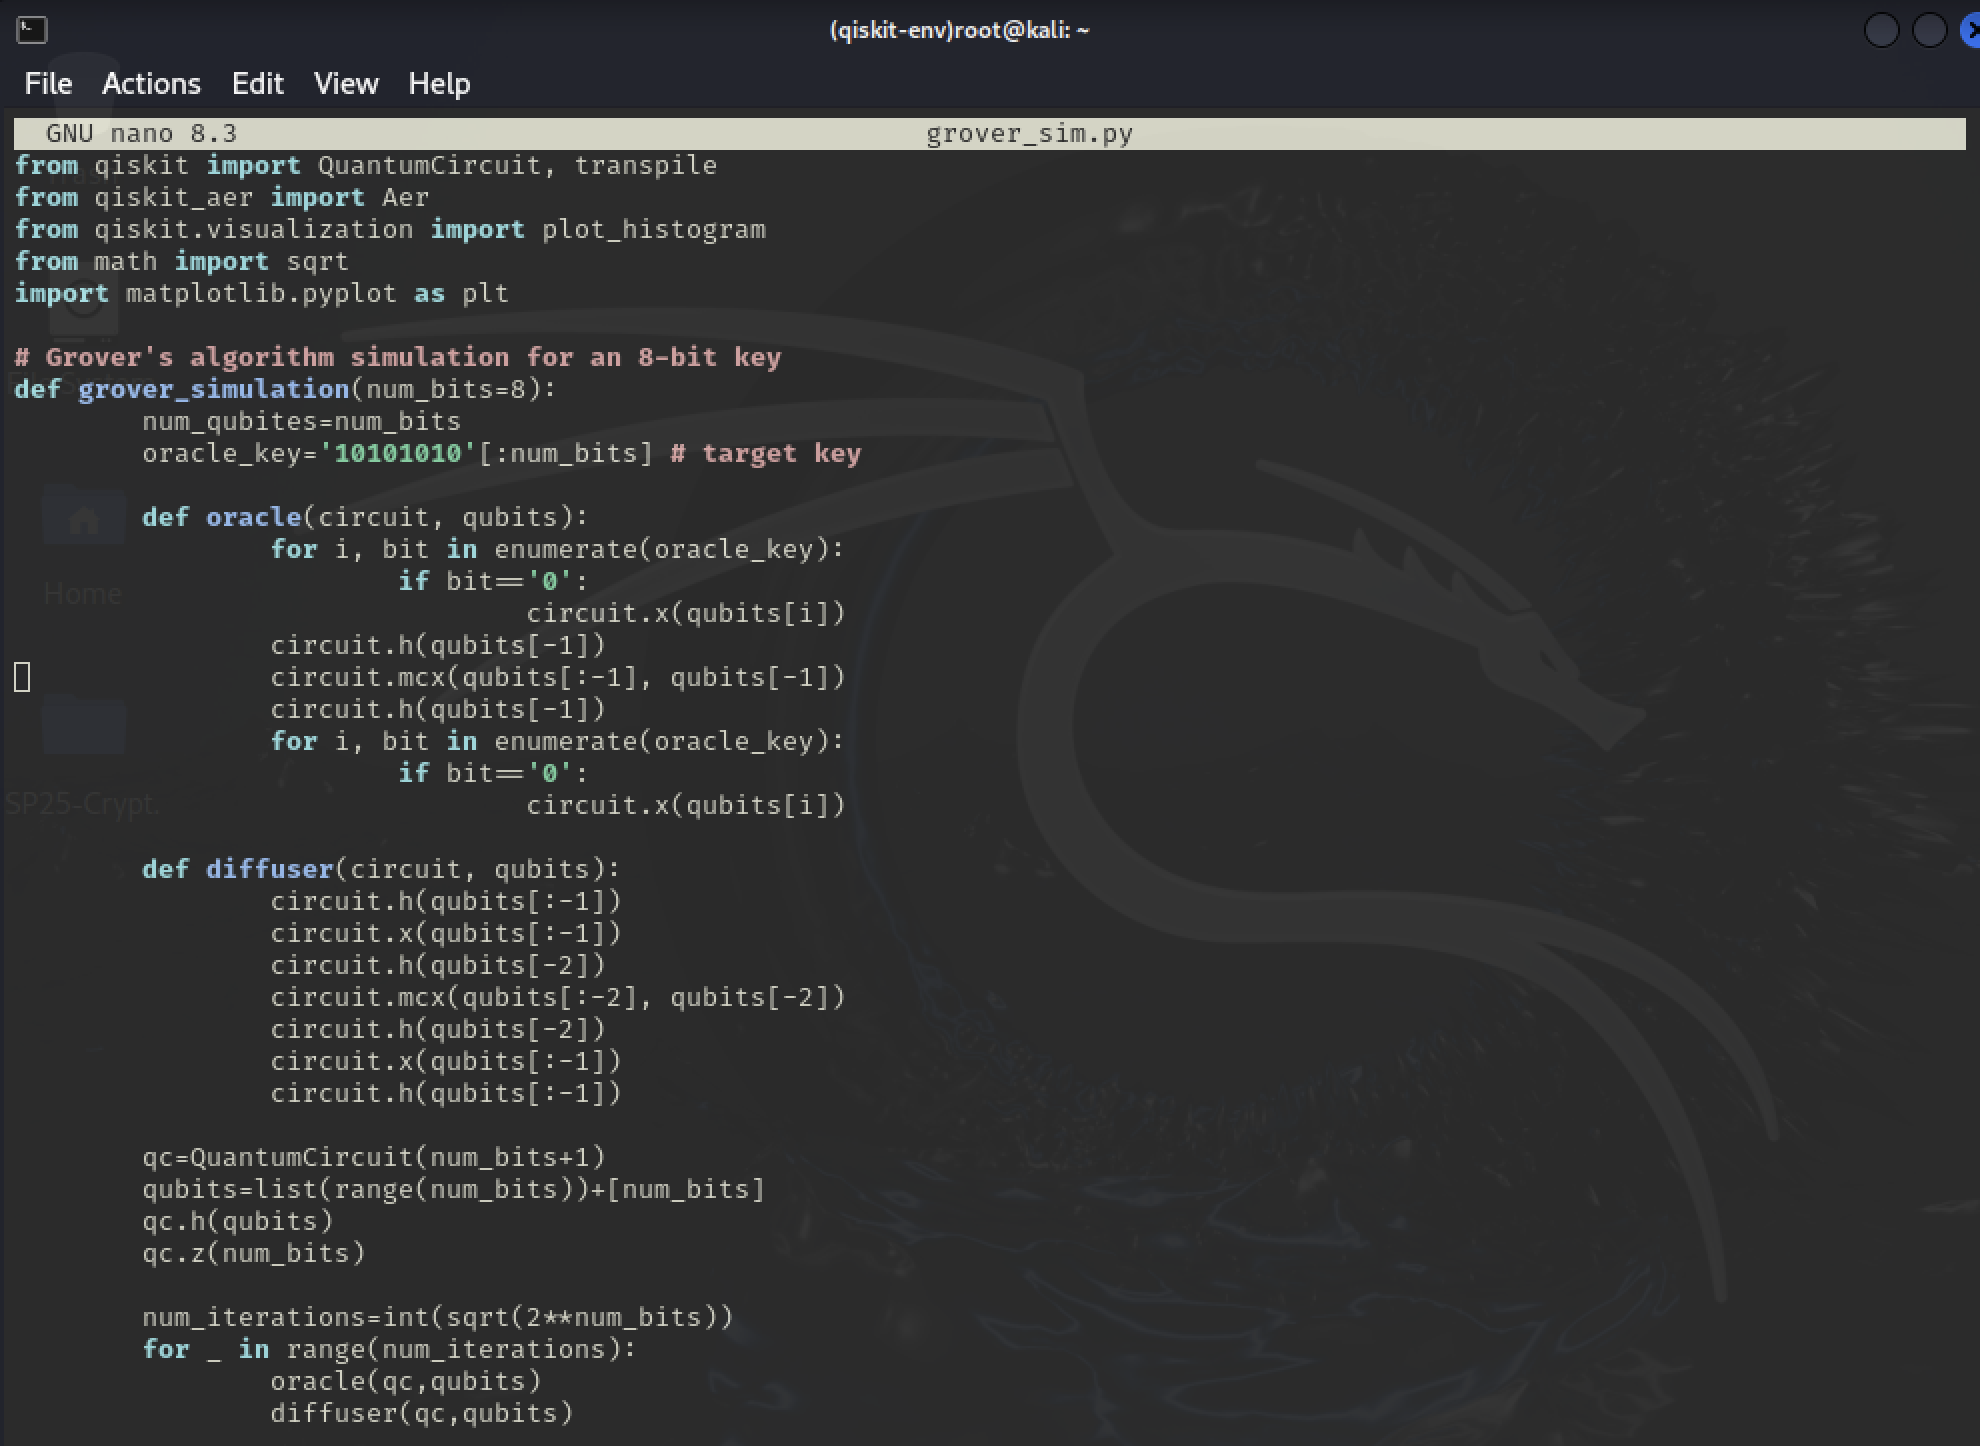 (qiskit-env)root@kali: ~
File Actions Edit View Help
GNU nano 8.3 grover_sim.py
from qiskit import QuantumCircuit, transpile
from qiskit_aer import Aer
from qiskit.visualization import plot_histogram
from math import sqrt
import matplotlib.pyplot as plt
# Grover's algorithm simulation for an 8-bit key
def grover_simulation(num_bits=8):
num_qubites=num_bits
oracle_key='10101010'[:num_bits] # target key
def oracle(circuit, qubits):
for i, bit in enumerate(oracle_key):
if bit=='0':
circuit.x(qubits[i])
circuit.h(qubits[-1])
circuit.mcx(qubits[:-1], qubits[-1])
circuit.h(qubits[-1])
for i, bit in enumerate(oracle_key):
if bit=='0':
circuit.x(qubits[i])
def diffuser(circuit, qubits):
circuit.h(qubits[:-1])
circuit.x(qubits[:-1])
circuit.h(qubits[-2])
circuit.mcx(qubits[:-2], qubits[-2])
circuit.h(qubits[-2])
circuit.x(qubits[:-1])
circuit.h(qubits[:-1])
qc=QuantumCircuit(num_bits+1)
qubits=list(range(num_bits))+[num_bits]
qc.h(qubits)
qc.z(num_bits)
num_iterations=int(sqrt(2**num_bits))
for _ in range(num_iterations):
oracle(qc,qubits)
diffuser(qc,qubits)
Home
SP25-Crypt.